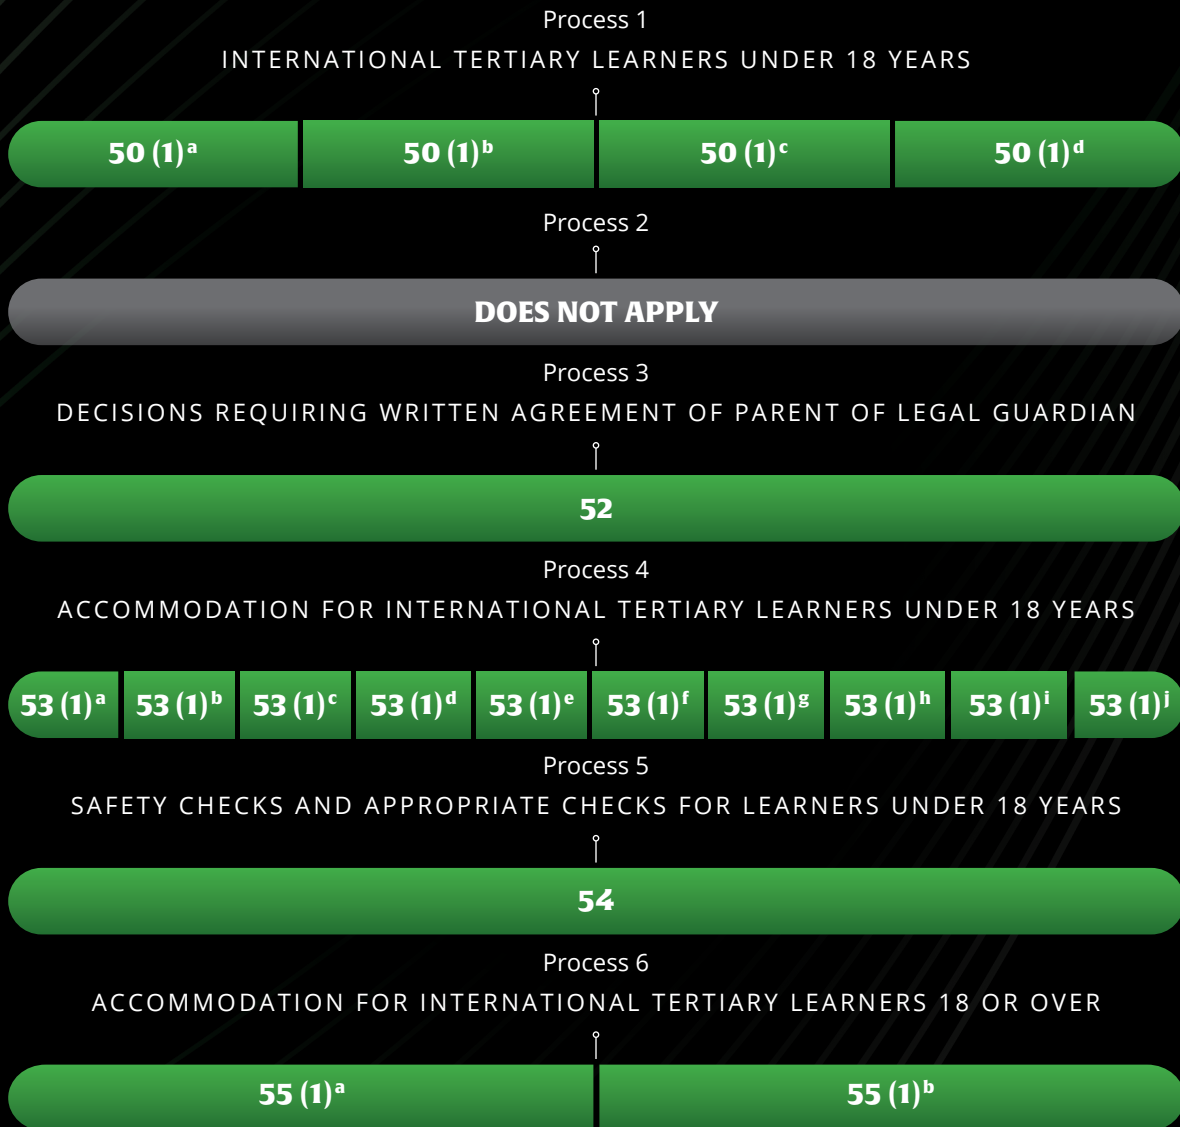 Process 1
INTERNATIONAL TERTIARY LEARNERS UNDER 18 YEARS
50 (1)a 50 (1)b 50 (1)c 50 (1)d
Process 2
DOES NOT APPLY
Process 3
DECISIONS REQUIRING WRITTEN AGREEMENT OF PARENT OF LEGAL GUARDIAN
52
Process 4
ACCOMMODATION FOR INTERNATIONAL TERTIARY LEARNERS UNDER 18 YEARS
53 (1)a 53 (1)b 53 (1)c 53 (1)d 53 (1)e 53 (1)f 53 (1)g 53 (1)h 53 (1)i 53 (1)j
Process 5
SAFETY CHECKS AND APPROPRIATE CHECKS FOR LEARNERS UNDER 18 YEARS
54
Process 6
ACCOMMODATION FOR INTERNATIONAL TERTIARY LEARNERS 18 OR OVER
55 (1)a 55 (1)b